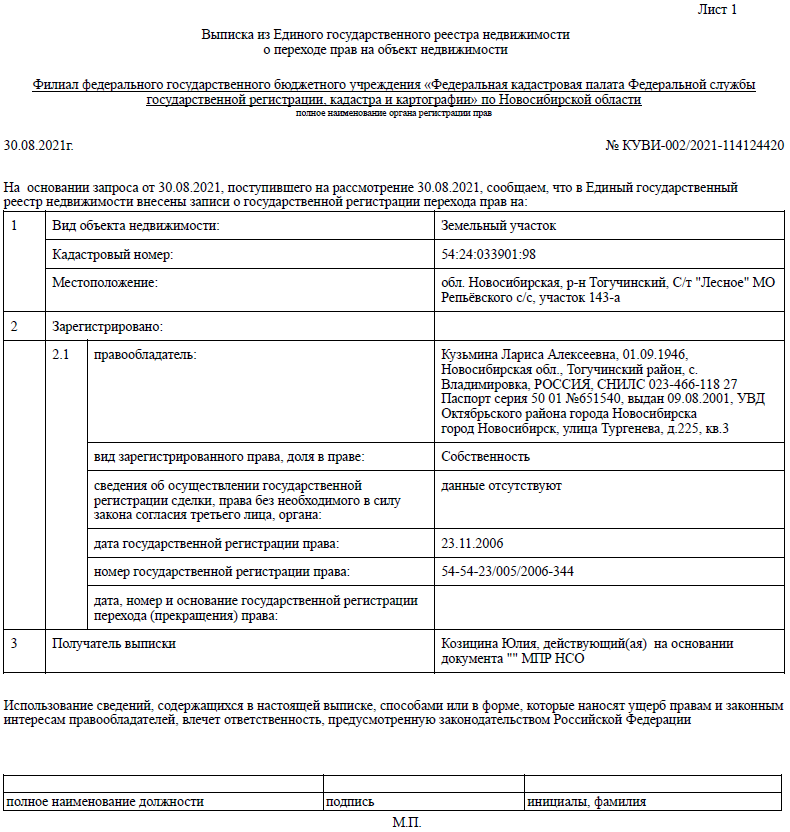 Лист 1
Выписка из Единого государственного реестра недвижимости
о переходе прав на объект недвижимости
Филиал федерального государственного бюджетного учреждения «Федеральная кадастровая палата Федеральной службы
государственной регистрации, кадастра и картографии» по Новосибирской области
полное наименование органа регистрации прав
30.08.2021г. № КУВИ-002/2021-114124420
На основании запроса от 30.08.2021, поступившего на рассмотрение 30.08.2021, сообщаем, что в Единый государственный
реестр недвижимости внесены записи о государственной регистрации перехода прав на:
1 Вид объекта недвижимости: Земельный участок
Кадастровый номер: 54:24:033901:98
Местоположение: обл. Новосибирская, р-н Тогучинский, С/т "Лесное" МО
Репьёвского с/с, участок 143-а
2 Зарегистрировано:
2.1 правообладатель: Кузьмина Лариса Алексеевна, 01.09.1946,
Новосибирская обл., Тогучинский район, с.
Владимировка, РОССИЯ, СНИЛС 023-466-118 27
Паспорт серия 50 01 №651540, выдан 09.08.2001, УВД
Октябрьского района города Новосибирска
город Новосибирск, улица Тургенева, д.225, кв.3
вид зарегистрированного права, доля в праве: Собственность
сведения об осуществлении государственной данные отсутствуют
регистрации сделки, права без необходимого в силу
закона согласия третьего лица, органа:
дата государственной регистрации права: 23.11.2006
номер государственной регистрации права: 54-54-23/005/2006-344
дата, номер и основание государственной регистрации
перехода (прекращения) права:
3 Получатель выписки Козицина Юлия, действующий(ая) на основании
документа "" МПР НСО
Использование сведений, содержащихся в настоящей выписке, способами или в форме, которые наносят ущерб правам и законным
интересам правообладателей, влечет ответственность, предусмотренную законодательством Российской Федерации
полное наименование должности подпись инициалы, фамилия
М.П.